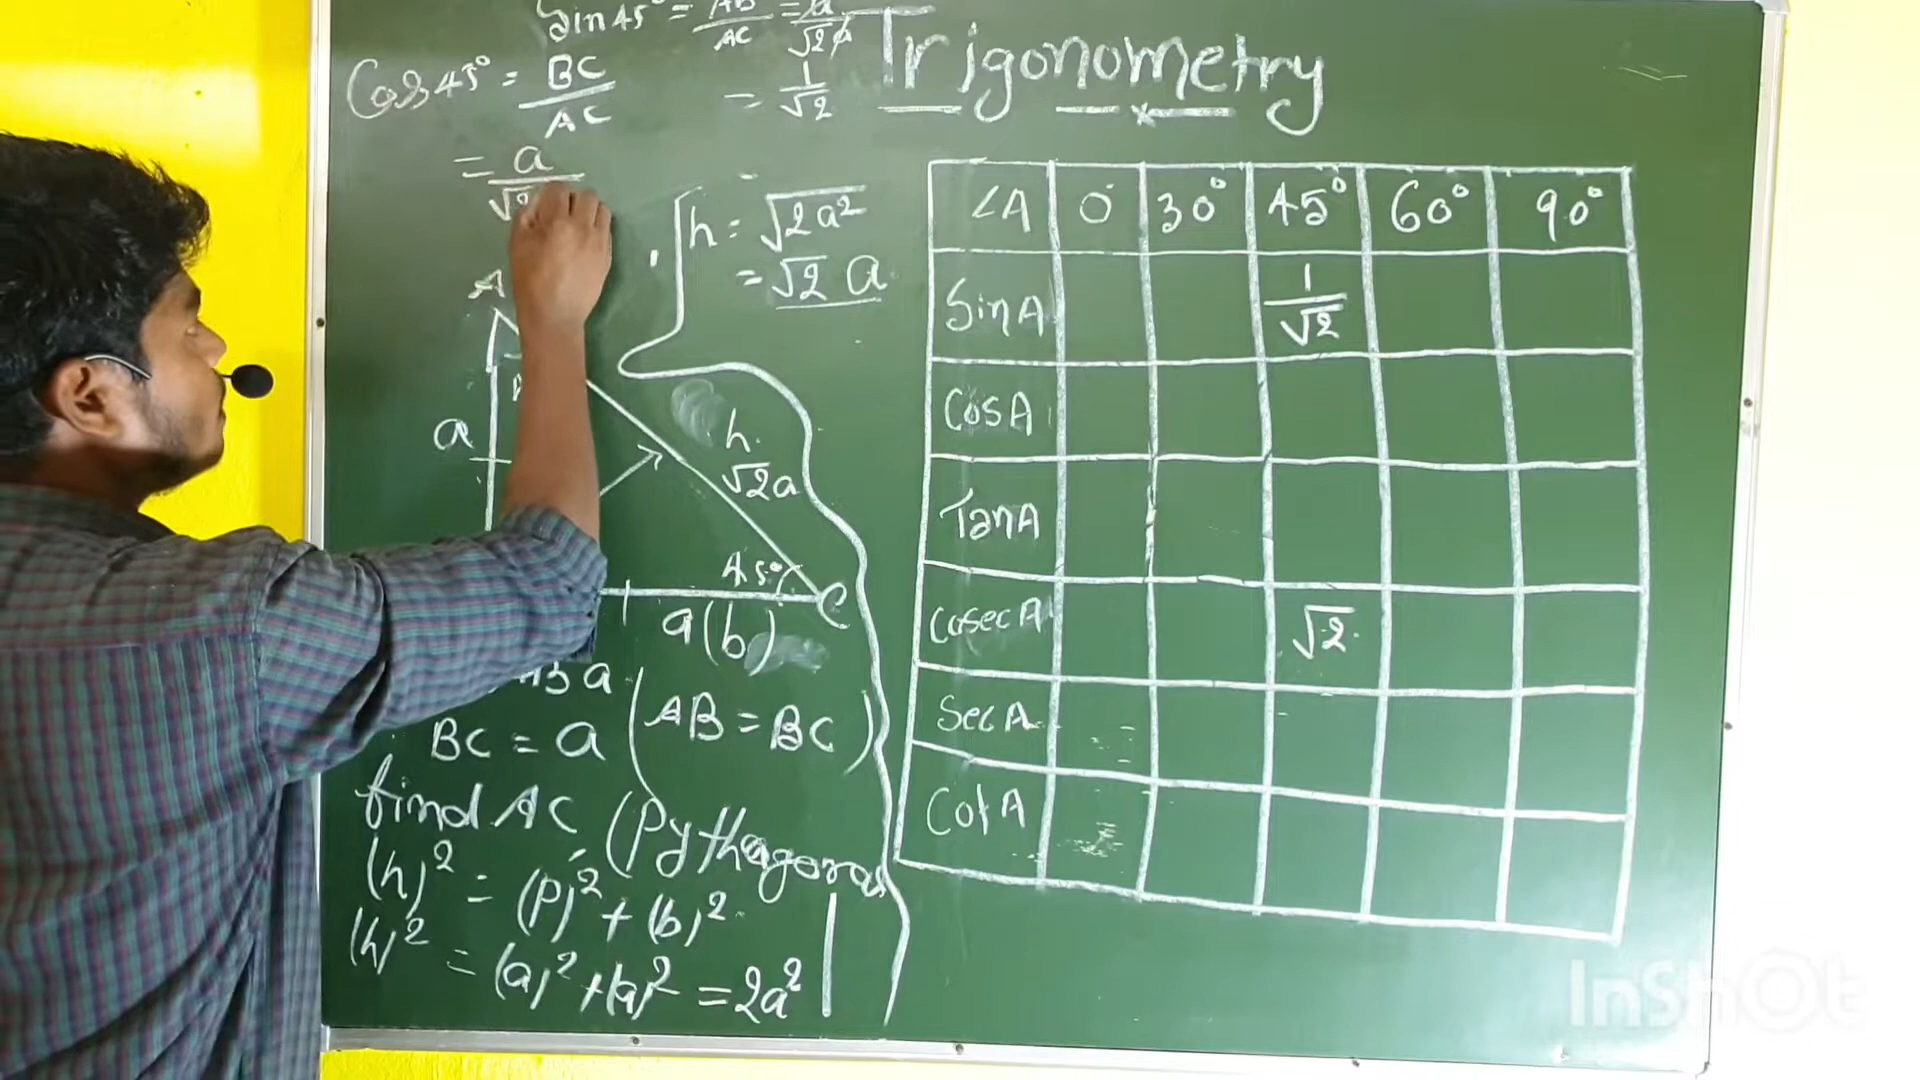 Sin45° = AB/AC = a/√2a
Trigonometry
Cos45° = BC/AC
= 1/√2
= a/√2
h = √2a²
= √2 a
A
a
h
√2a
45°
C
a(b)
a
BC = a (AB = BC)
find AC (Pythagoras
(h)² = (p)² + (b)²
(h)² = (a)² + (a)² = 2a²
∠A 0° 30° 45° 60° 90°
SinA 1/√2
CosA
TanA
CosecA √2
SecA
CotA
InShOt